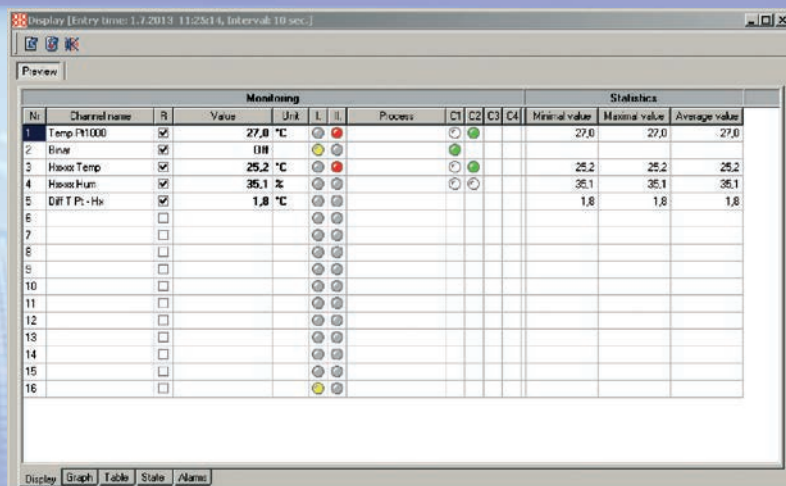 Display [Entry time: 1.7.2013 11:25:14, Interval: 10 sec.]
Preview
Monitoring Statistics
Nr Channel name R Value Unit I. II. Process C1 C2 C3 C4 Minimal value Maximal value Average value
1 Temp Pt1000 27,0 °C 27,0 27,0 27,0
2 Binar Off
3 Hxxxx Temp 25,2 °C 25,2 25,2 25,2
4 Hxxxx Hum 35,1 % 35,1 35,1 35,1
5 Diff T Pt - Hx 1,8 °C 1,8 1,8 1,8
6
7
8
9
10
11
12
13
14
15
16
Display Graph Table State Alarms